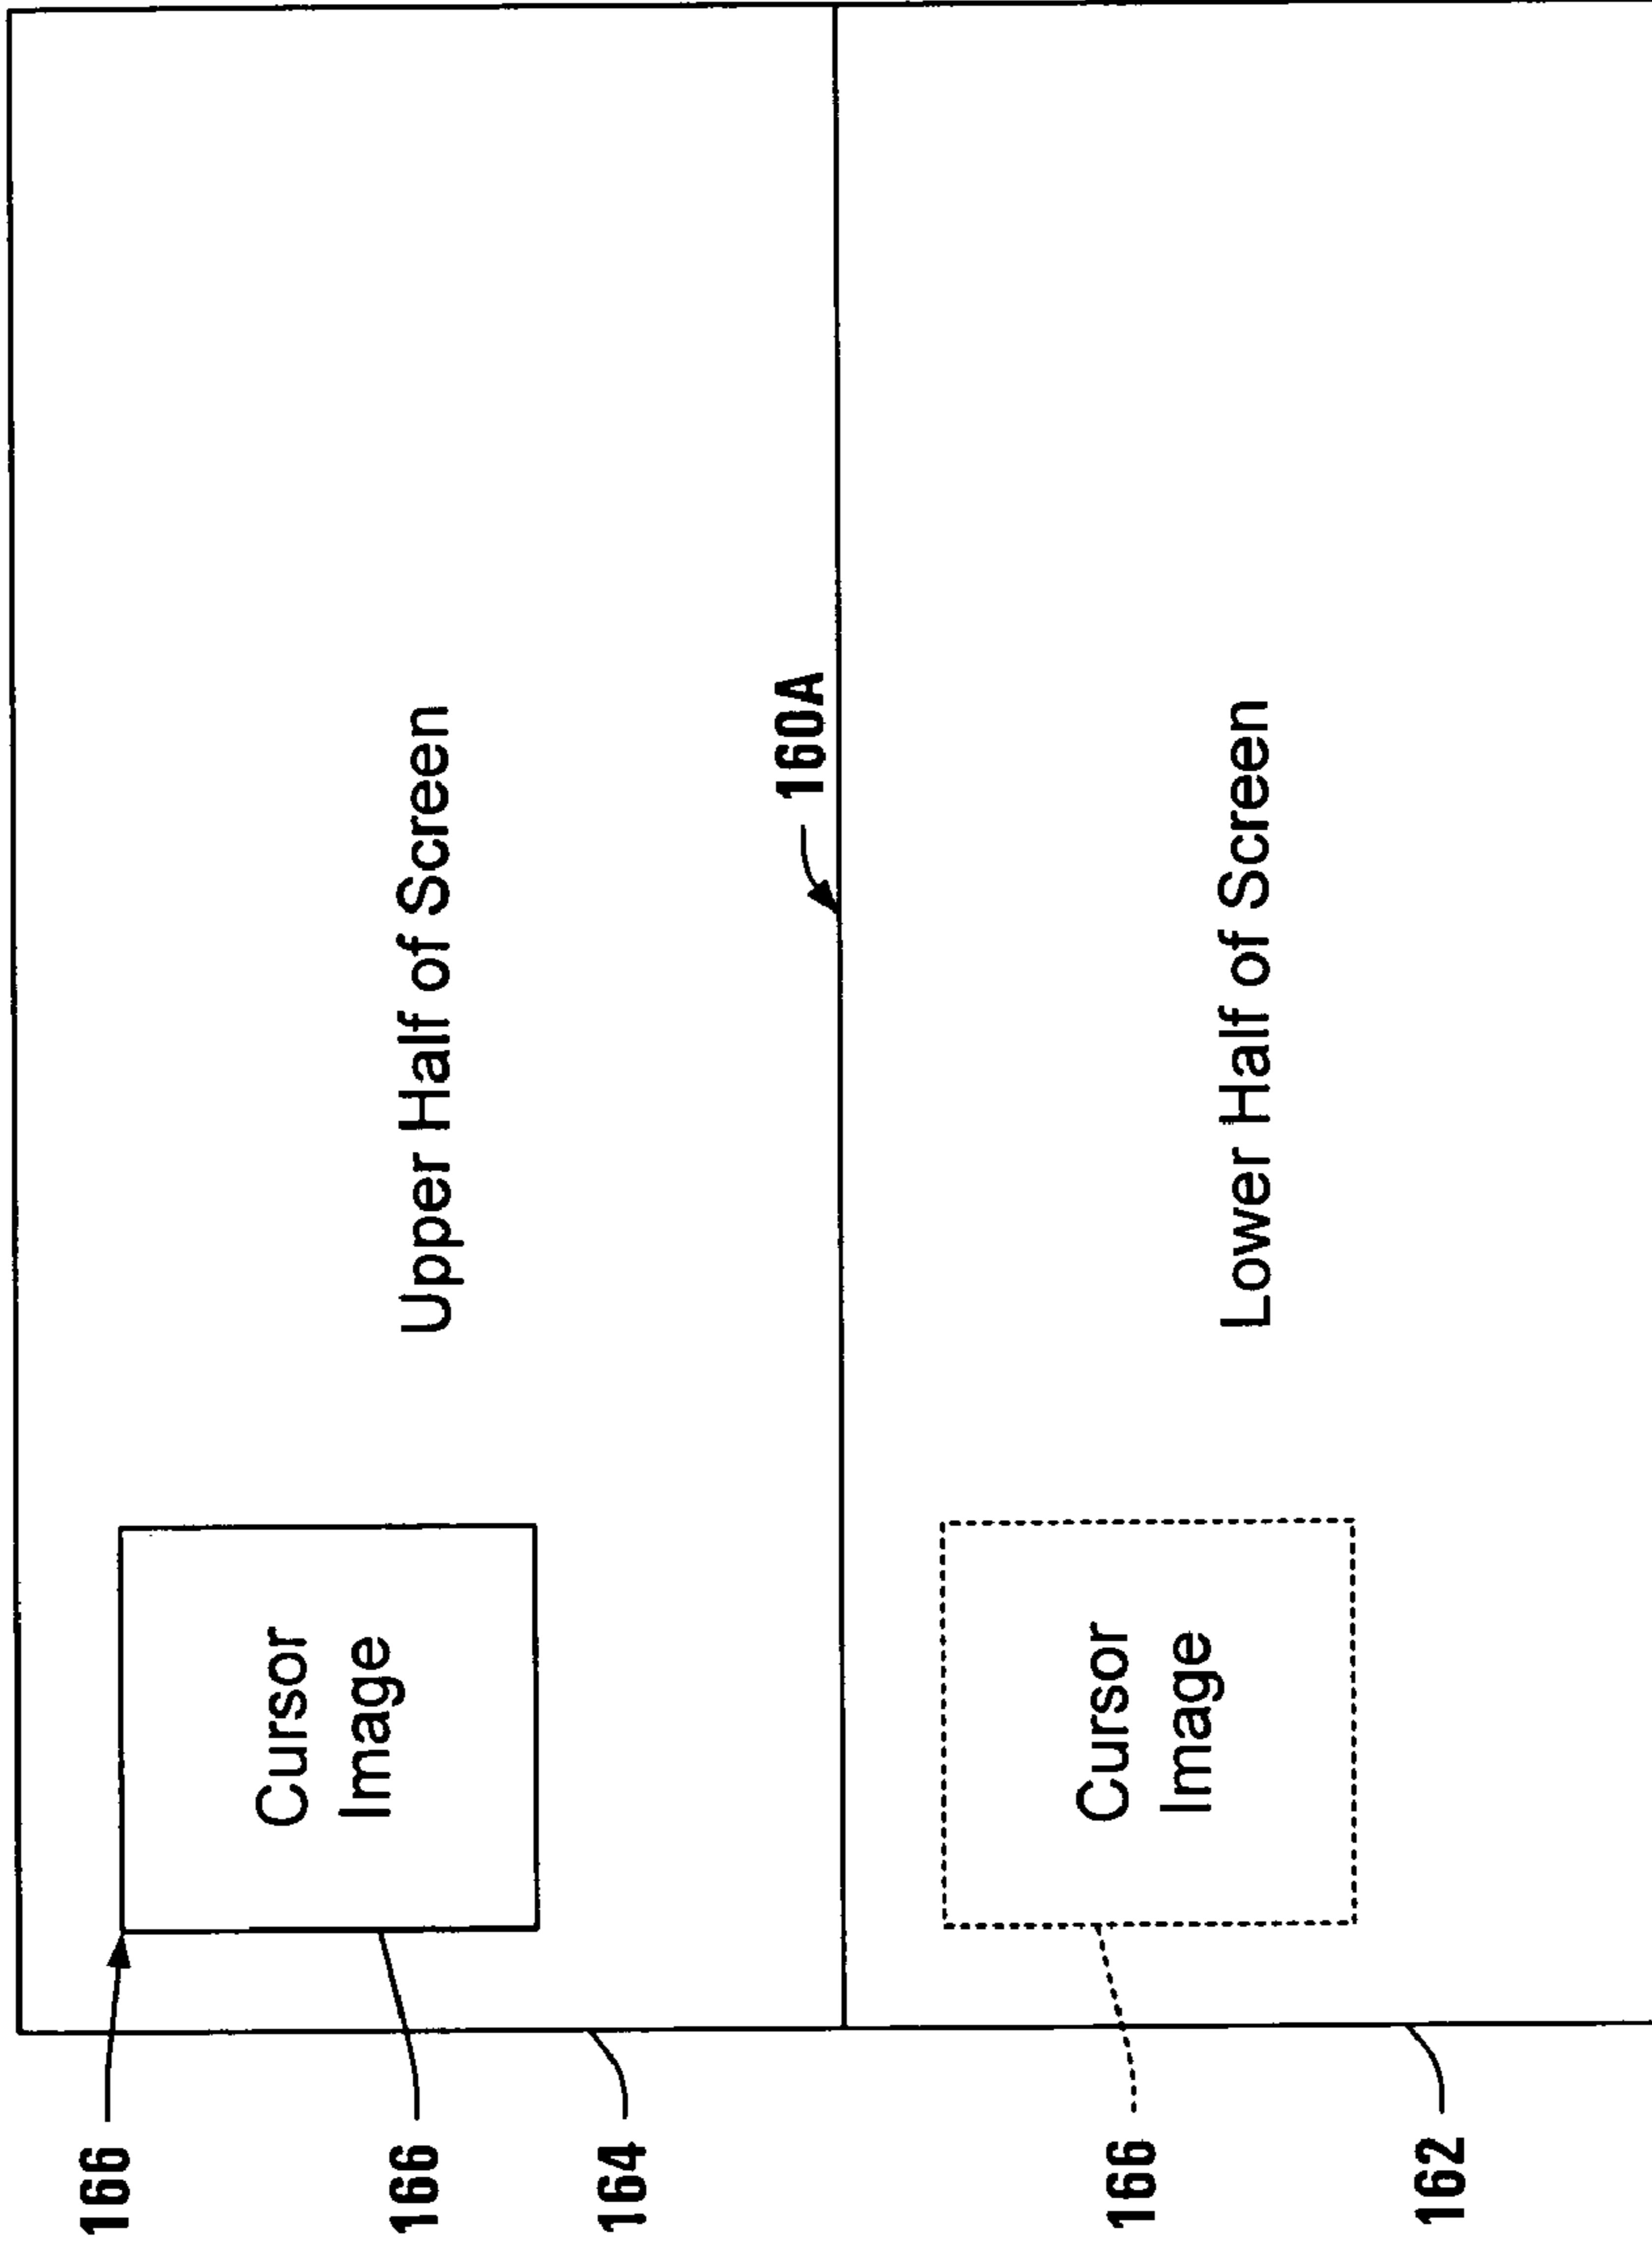 166
Cursor
Image
166
Upper Half of Screen
164
160A
Cursor
Image
166
Lower Half of Screen
162